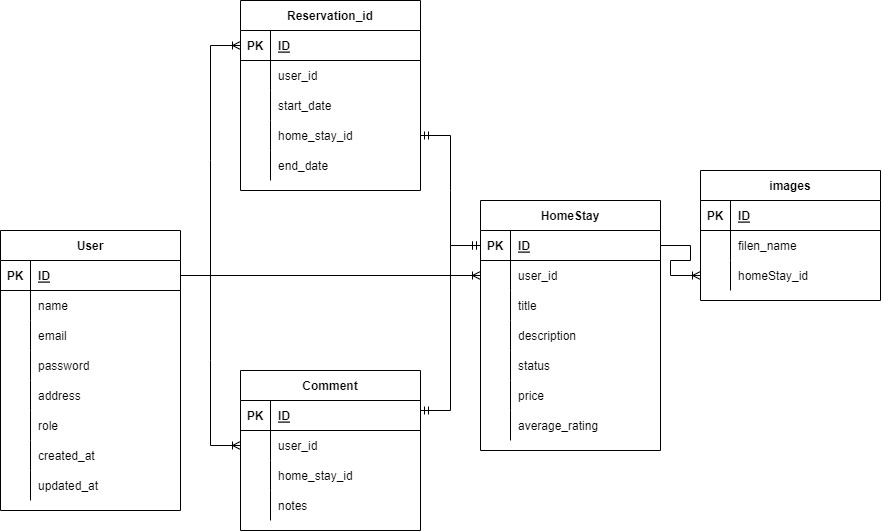 Reservation_id
PK ID
user_id
start_date
home_stay_id
end_date
images
PK ID
filen_name
homeStay_id
HomeStay
PK ID
user_id
title
description
status
price
average_rating
User
PK ID
name
email
password
address
role
created_at
updated_at
Comment
PK ID
user_id
home_stay_id
notes